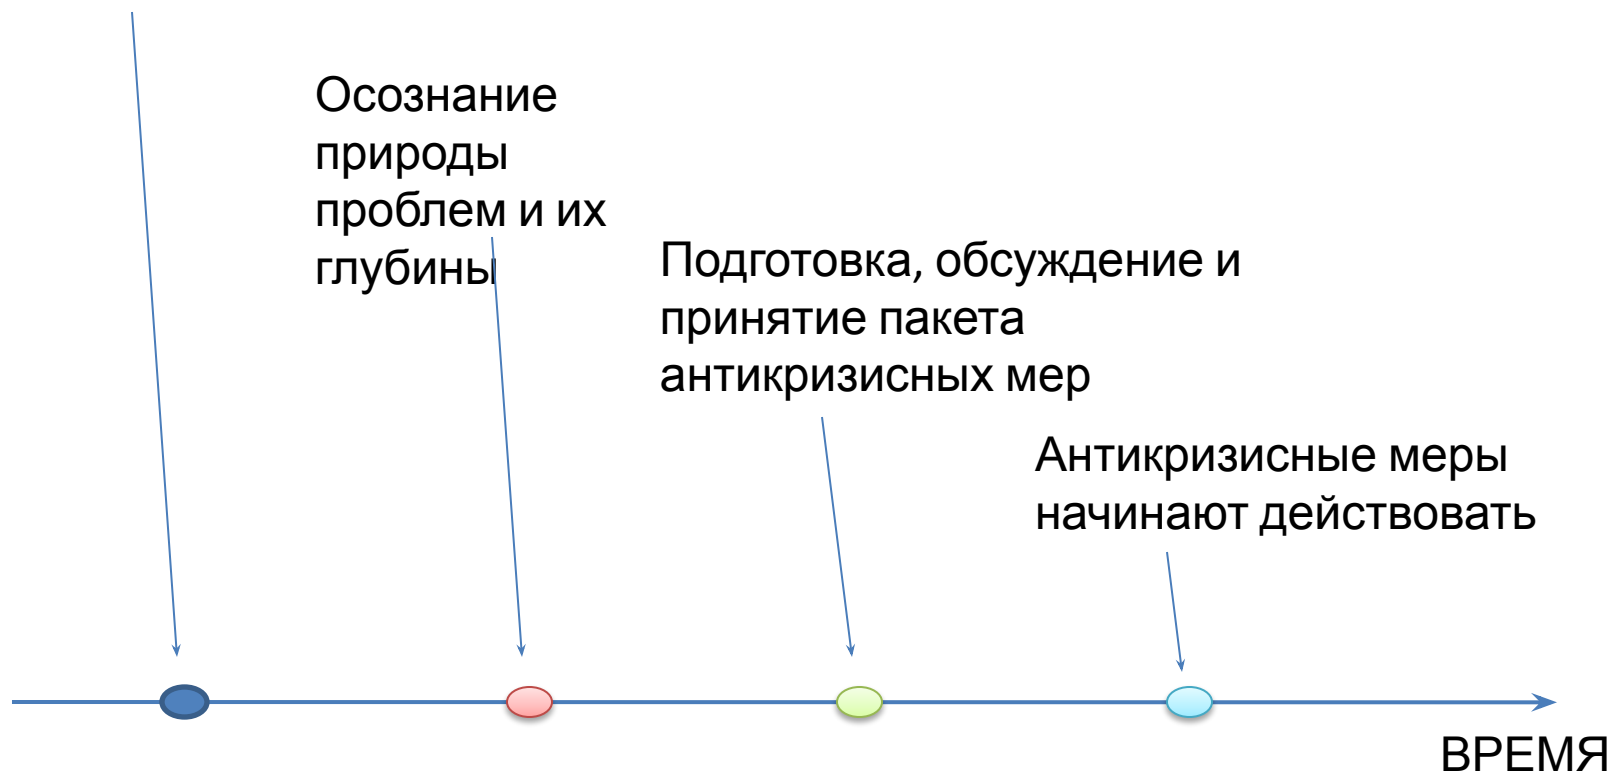 Осознание
природы
проблем и их
глубины
Подготовка, обсуждение и
принятие пакета
антикризисных мер
Антикризисные меры
начинают действовать
ВРЕМЯ